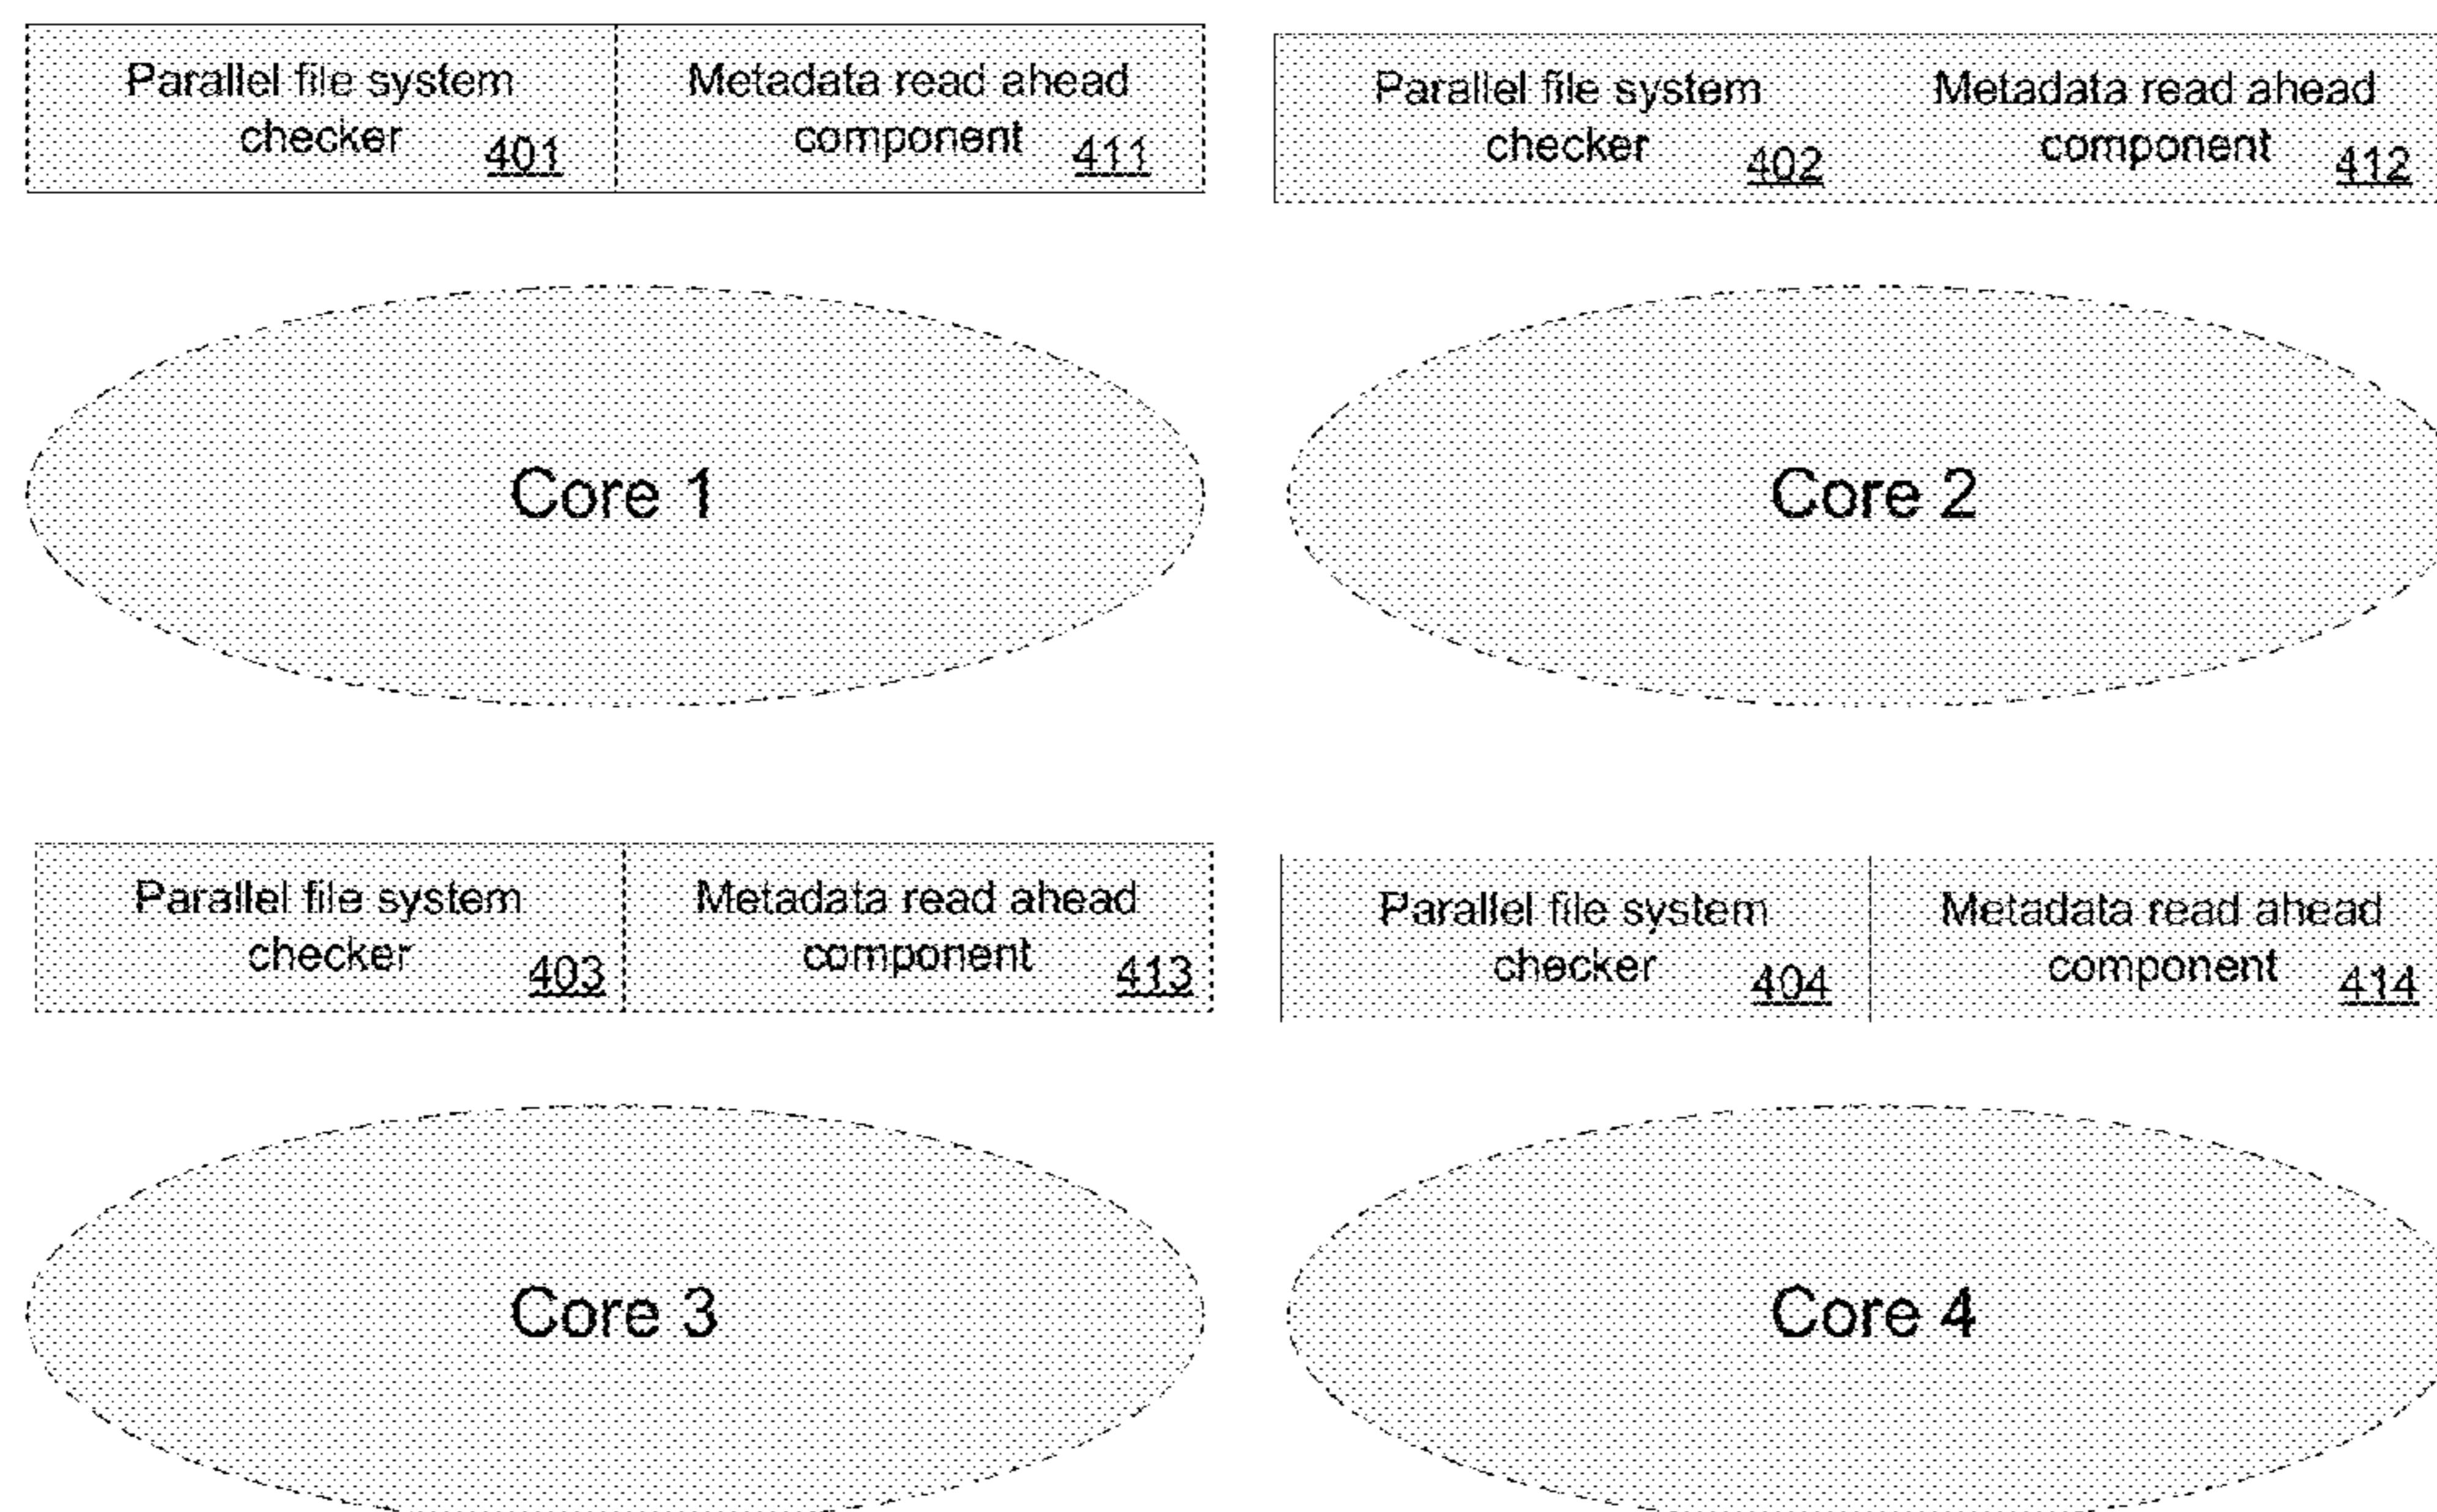 Parallel file system
checker 401
Metadata read ahead
component 411
Parallel file system
checker 402
Metadata read ahead
component 412
Core 1
Core 2
Parallel file system
checker 403
Metadata read ahead
component 413
Parallel file system
checker 404
Metadata read ahead
component 414
Core 3
Core 4